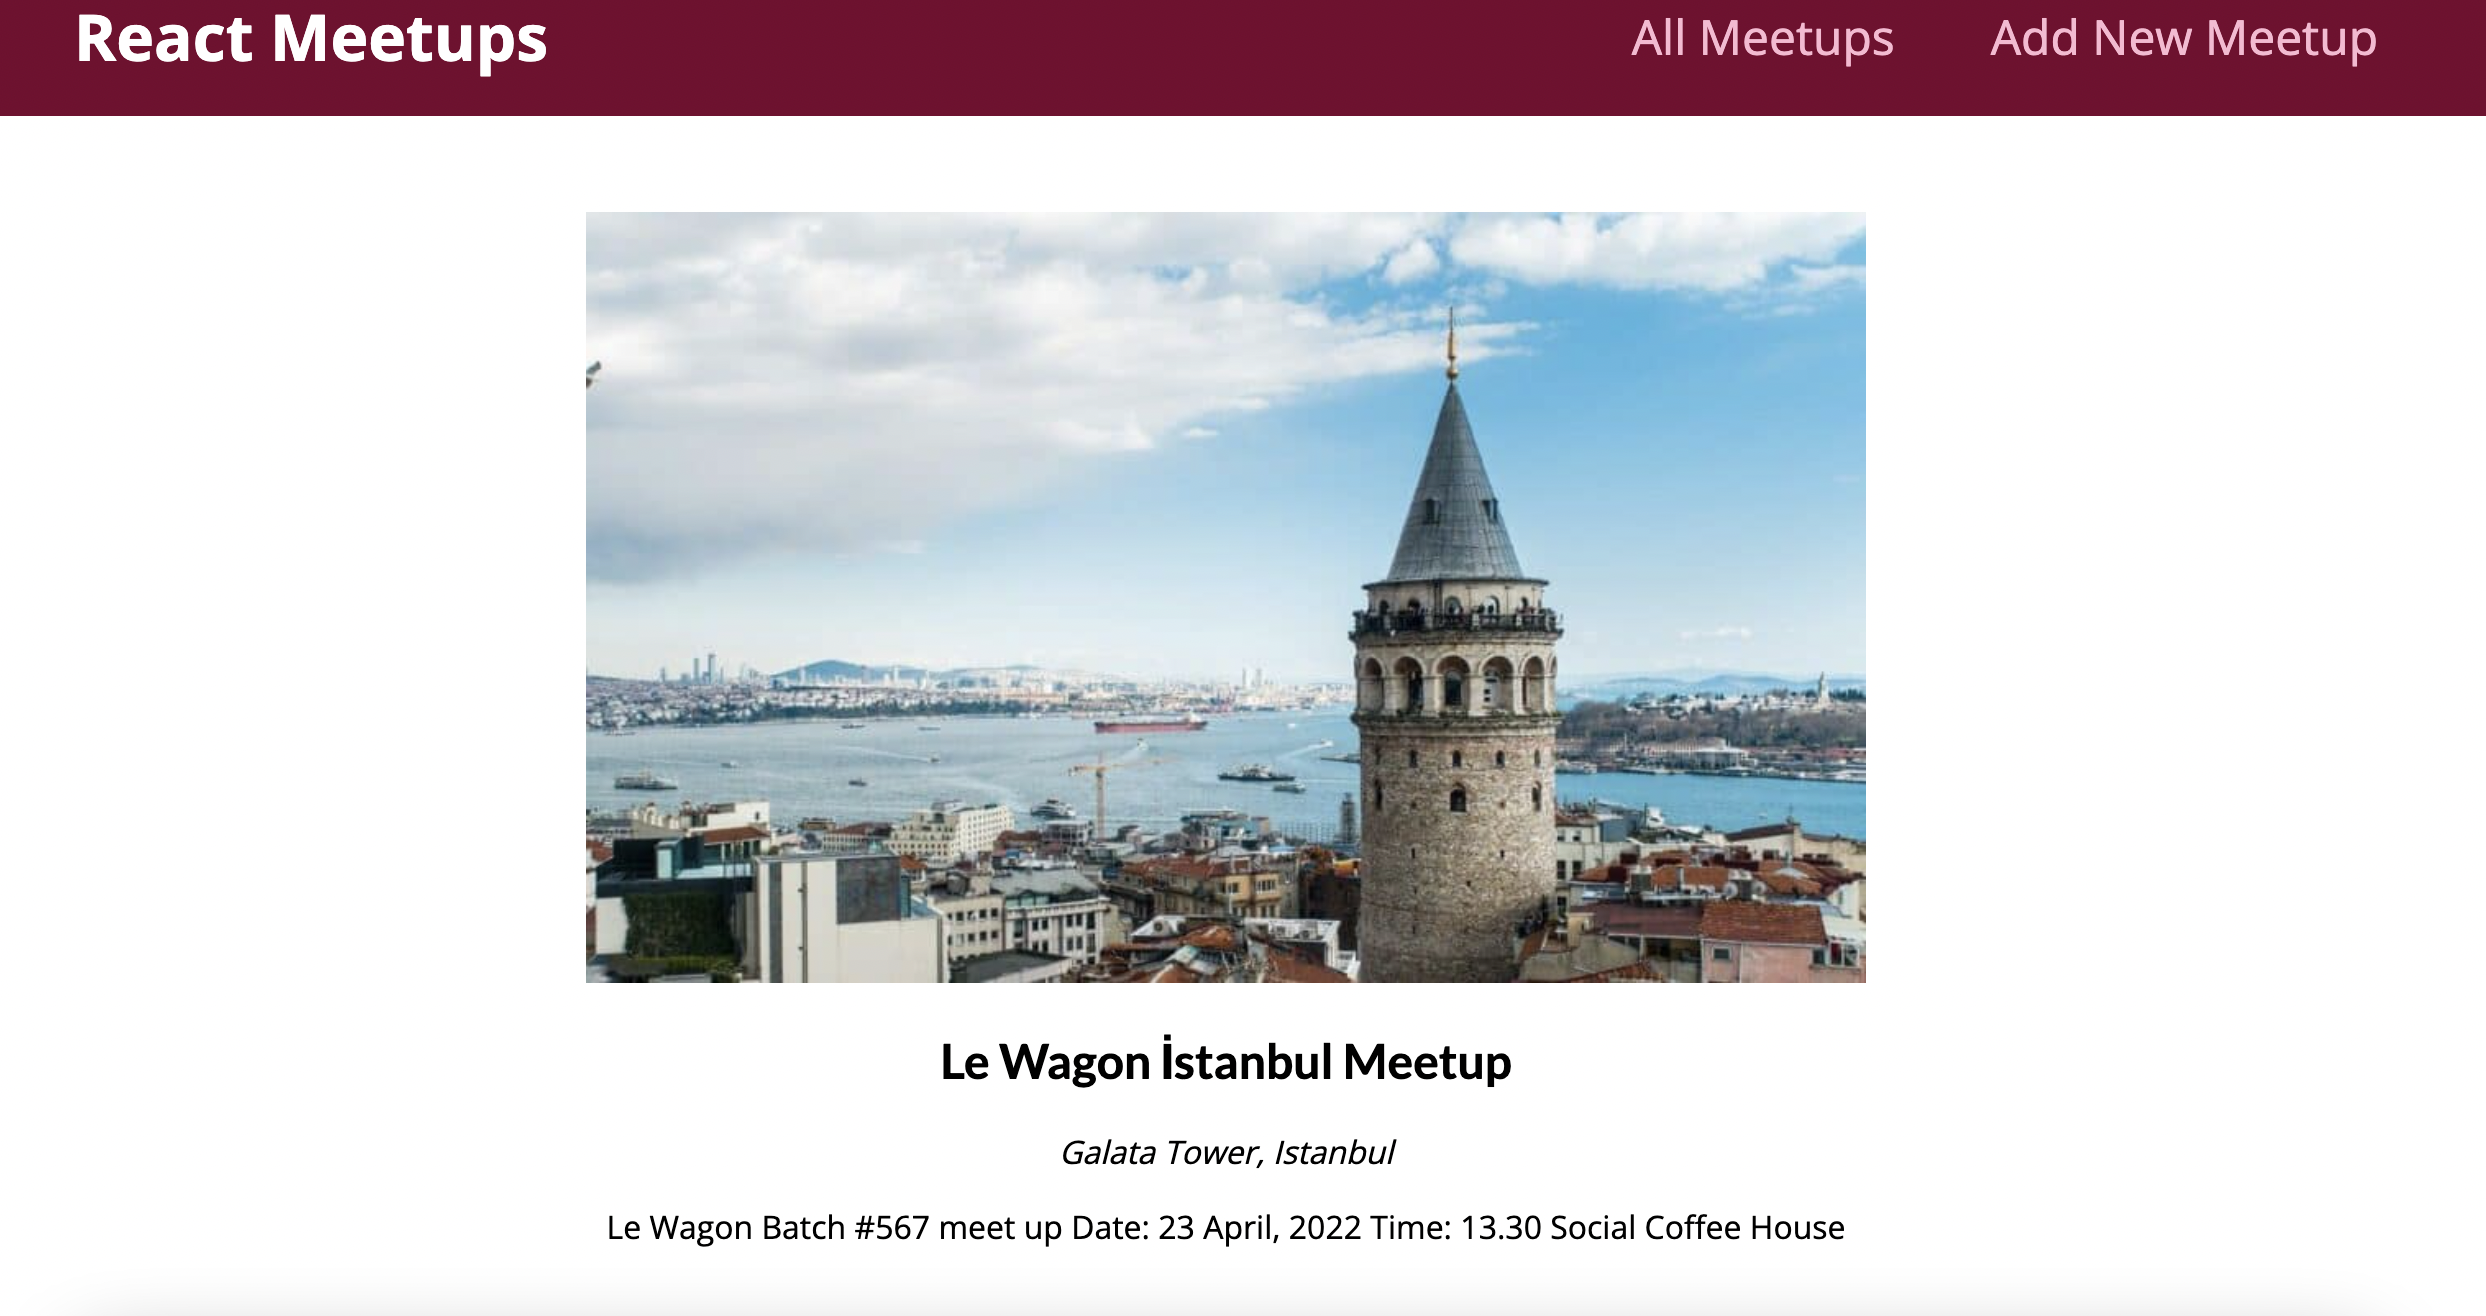 React Meetups
All Meetups
Add New Meetup
Le Wagon İstanbul Meetup
Galata Tower, Istanbul
Le Wagon Batch #567 meet up Date: 23 April, 2022 Time: 13.30 Social Coffee House